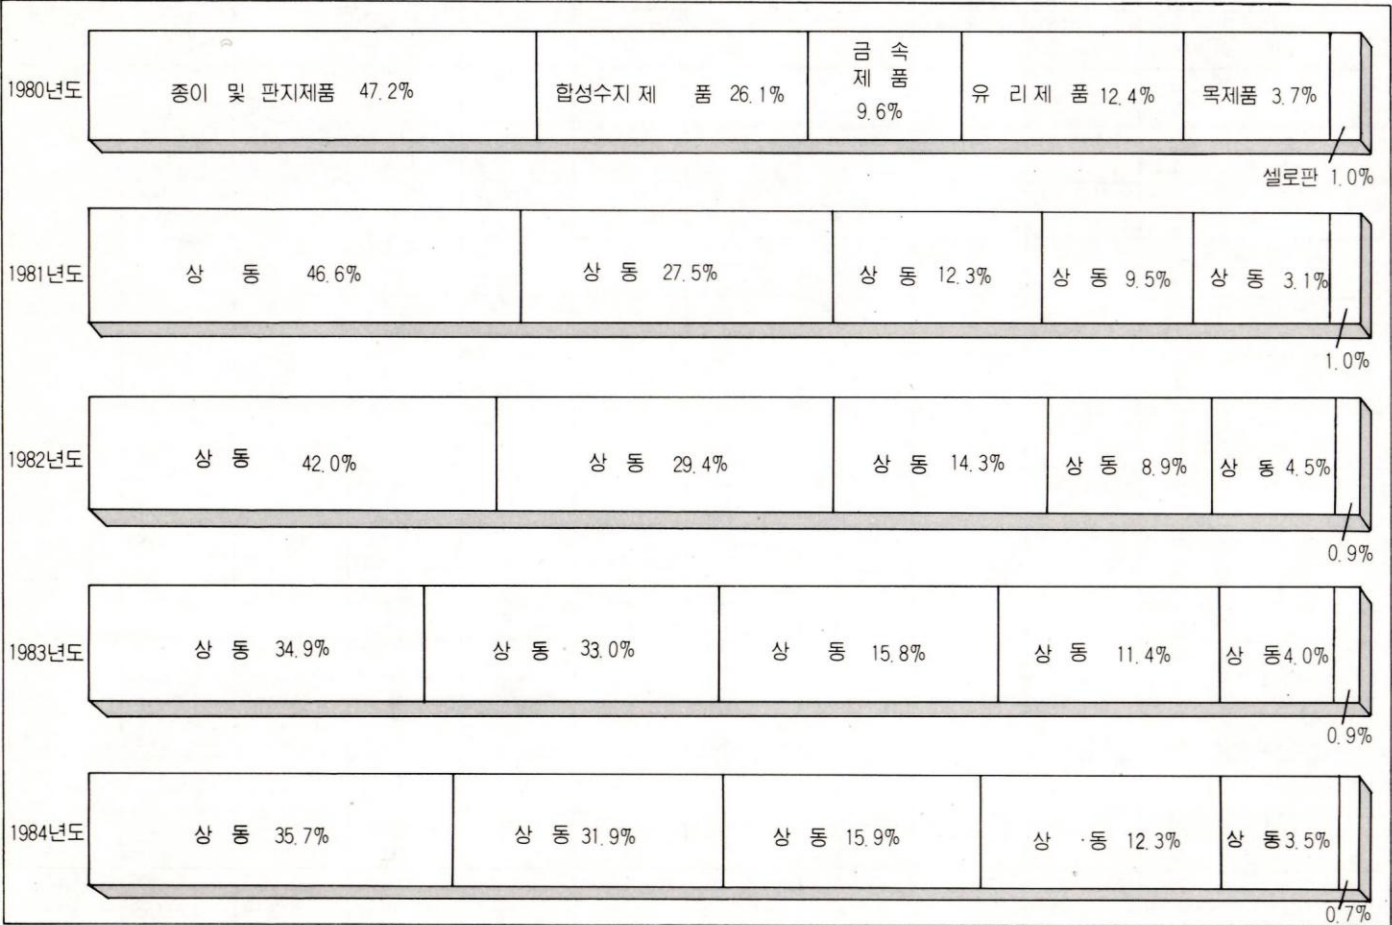 1980년도
종이 및 판지제품 47.2%
합성수지 제 품 26.1%
금 속
제 품
9.6%
유 리 제 품 12.4%
목제품 3.7%
셀로판 1.0%
1981년도
상 동 46.6%
상 동 27.5%
상 동 12.3%
상 동 9.5%
상 동 3.1%
1.0%
1982년도
상 동 42.0%
상 동 29.4%
상 동 14.3%
상 동 8.9%
상 동 4.5%
0.9%
1983년도
상 동 34.9%
상 동 33.0%
상 동 15.8%
상 동 11.4%
상 동 4.0%
0.9%
1984년도
상 동 35.7%
상 동 31.9%
상 동 15.9%
상 동 12.3%
상 동 3.5%
0.7%